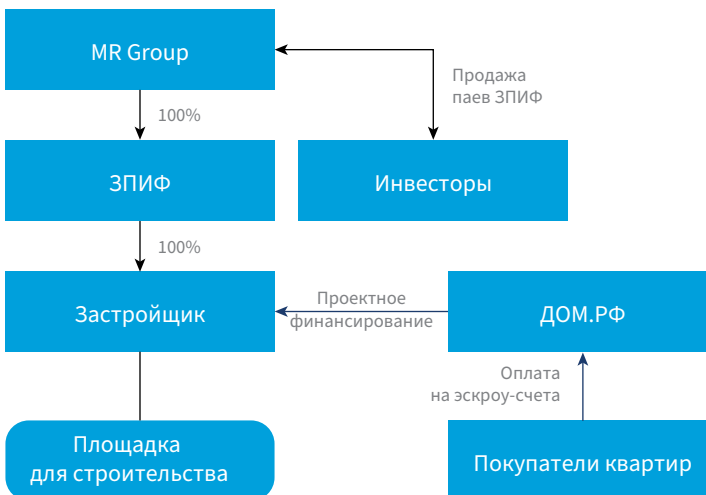 MR Group
Продажа
паев ЗПИФ
100%
ЗПИФ
Инвесторы
100%
Застройщик
Проектное
финансирование
ДОМ.РФ
Оплата
на эскроу-счета
Площадка
для строительства
Покупатели квартир